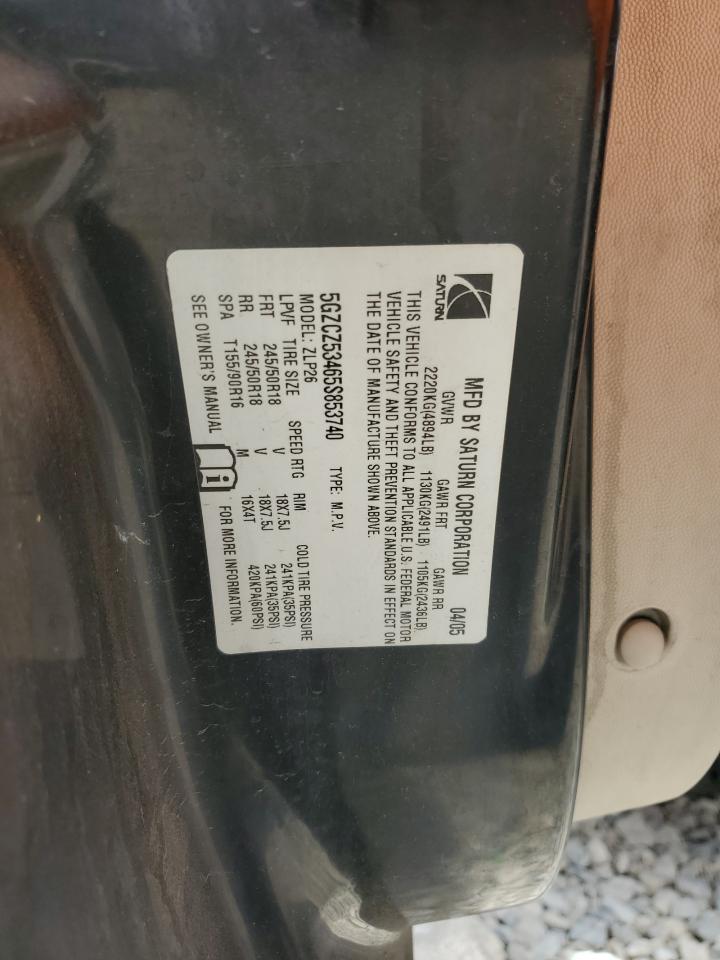 SATURN
MFD BY SATURN CORPORATION 04/05
GVWR GAWR FRT GAWR RR
2220KG(4894LB) 1130KG(2491LB) 1105KG(2436LB)
THIS VEHICLE CONFORMS TO ALL APPLICABLE U.S. FEDERAL MOTOR
VEHICLE SAFETY AND THEFT PREVENTION STANDARDS IN EFFECT ON
THE DATE OF MANUFACTURE SHOWN ABOVE.
5GZCZ53465S853740 TYPE: M.P.V.
MODEL: ZLP26
LPVF TIRE SIZE SPEED RTG RIM COLD TIRE PRESSURE
FRT 245/50R18 V 18X7.5J 241KPA(35PSI)
RR 245/50R18 V 18X7.5J 241KPA(35PSI)
SPA T155/90R16 M 16X4T 420KPA(60PSI)
SEE OWNER'S MANUAL i FOR MORE INFORMATION.